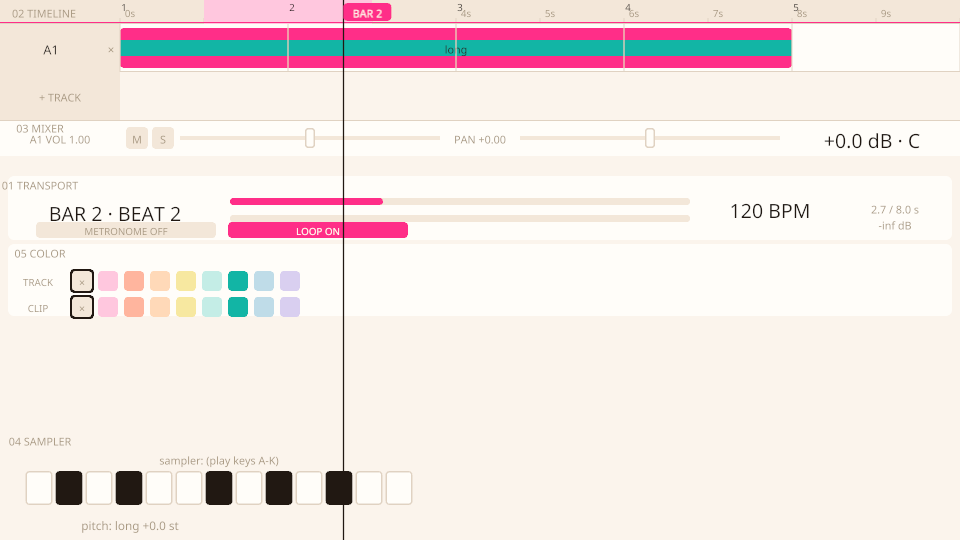 02 TIMELINE
1 2 3 4 5
0s BAR 2 4s 5s 6s 7s 8s 9s
A1 × long
+ TRACK
03 MIXER
A1 VOL 1.00 M S PAN +0.00 +0.0 dB · C
01 TRANSPORT
BAR 2 · BEAT 2 120 BPM 2.7 / 8.0 s
METRONOME OFF LOOP ON -inf dB
05 COLOR
TRACK ×
CLIP ×
04 SAMPLER
sampler: (play keys A-K)
pitch: long +0.0 st